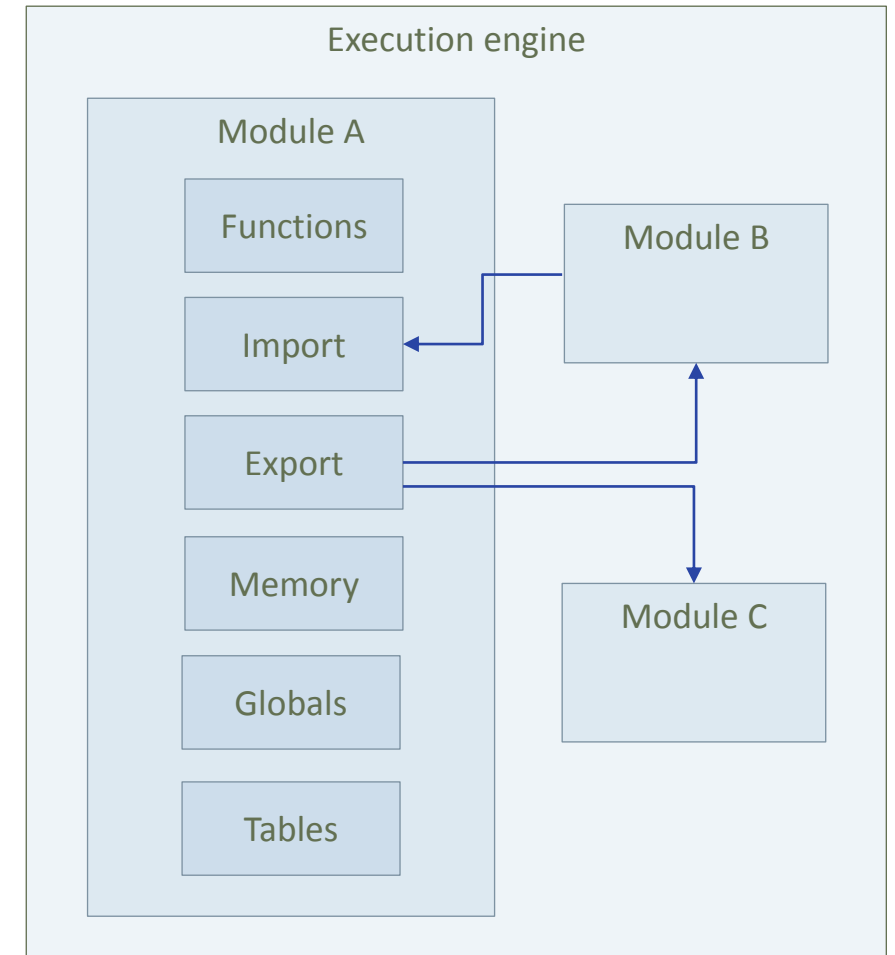 Execution engine
Module A
Functions
Import
Export
Memory
Globals
Tables
Module B
Module C